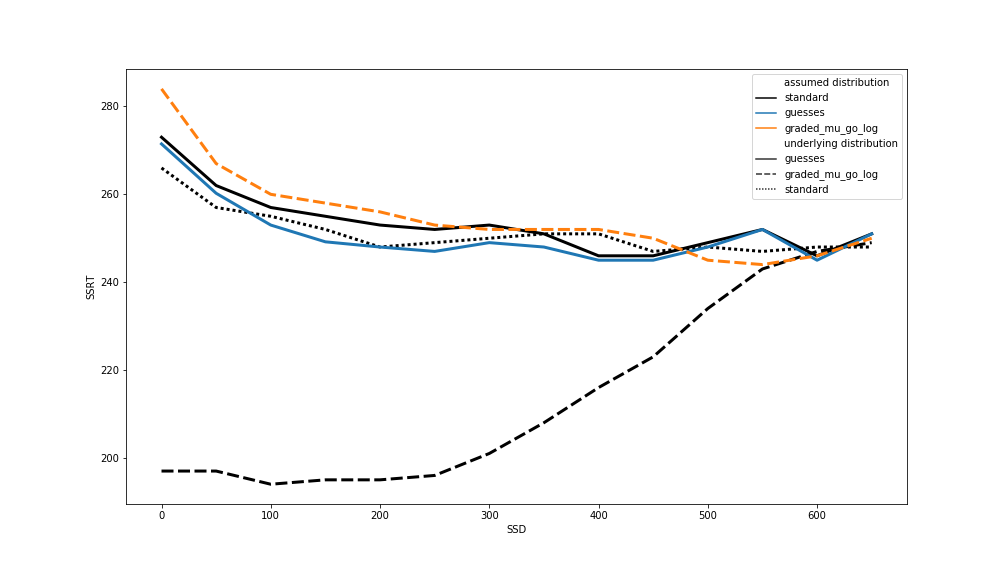 assumed distribution
standard
guesses
graded_mu_go_log
underlying distribution
guesses
graded_mu_go_log
standard
280
260
240
220
200
SSRT
0 100 200 300 400 500 600
SSD